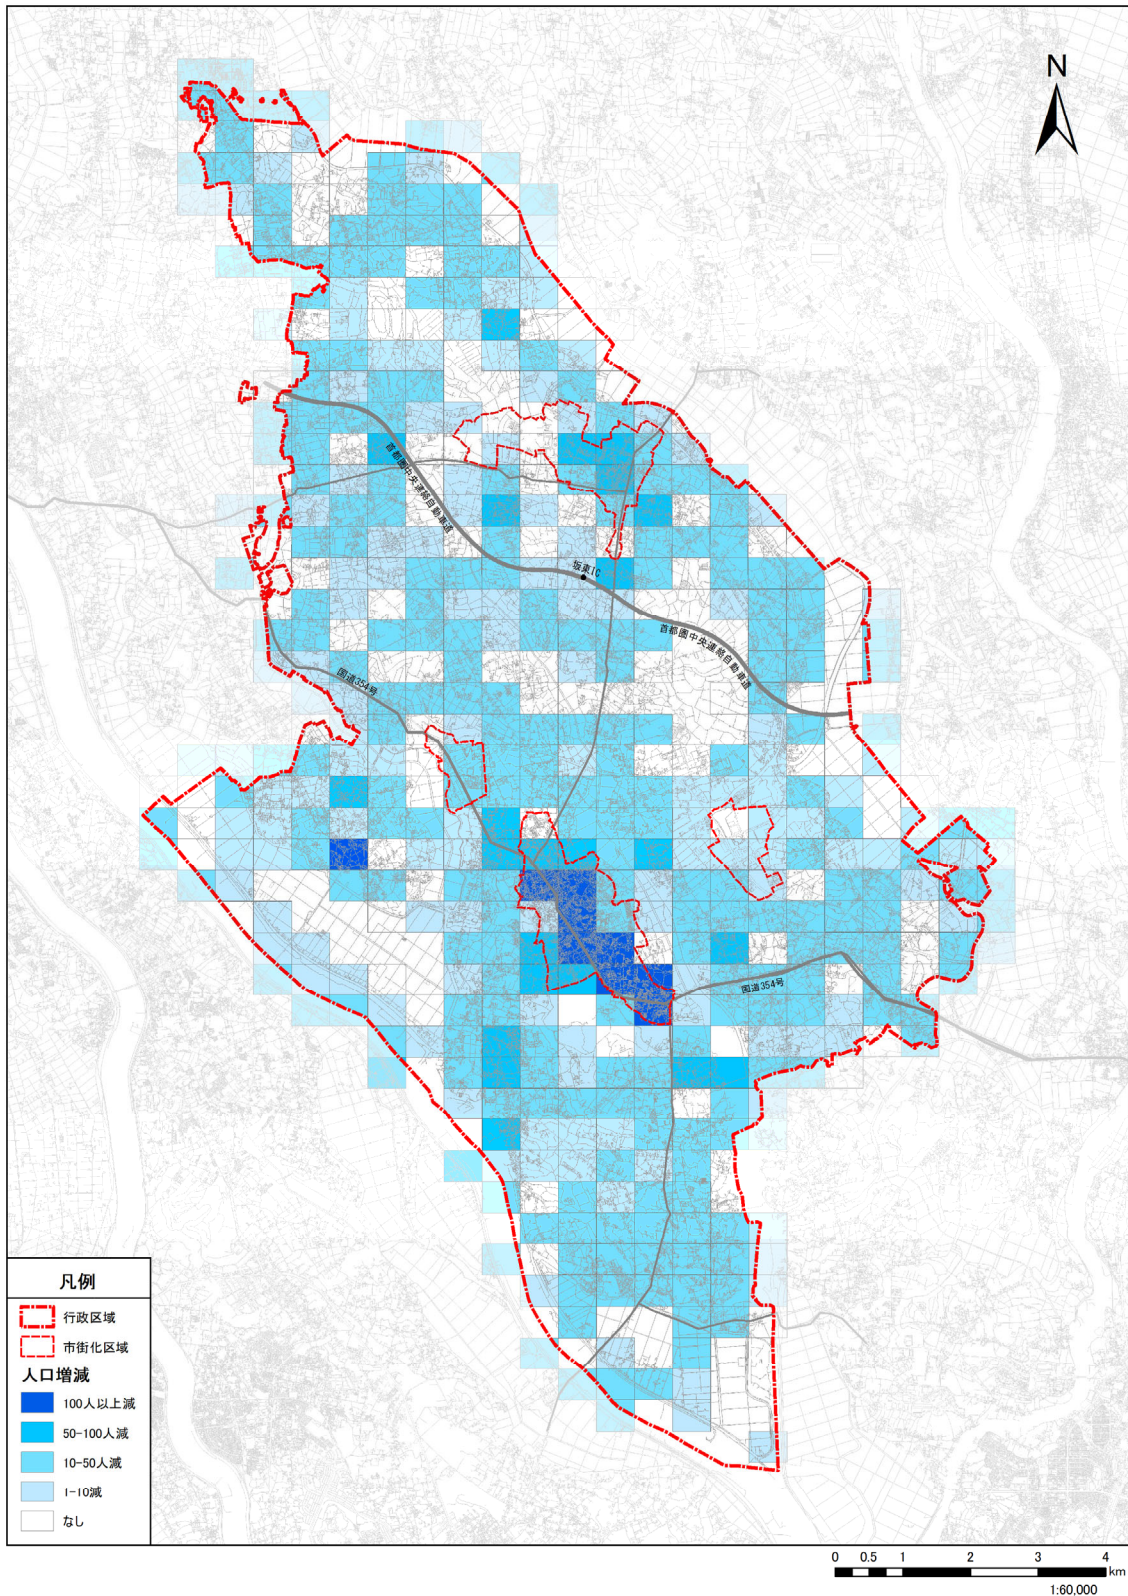 N
首都圏中央連絡自動車道
坂東IC
首都圏中央連絡自動車道
国道354号
国道354号
凡例
行政区域
市街化区域
人口増減
100人以上減
50-100人減
10-50人減
1-10減
なし
0 0.5 1 2 3 4
km
1:60,000